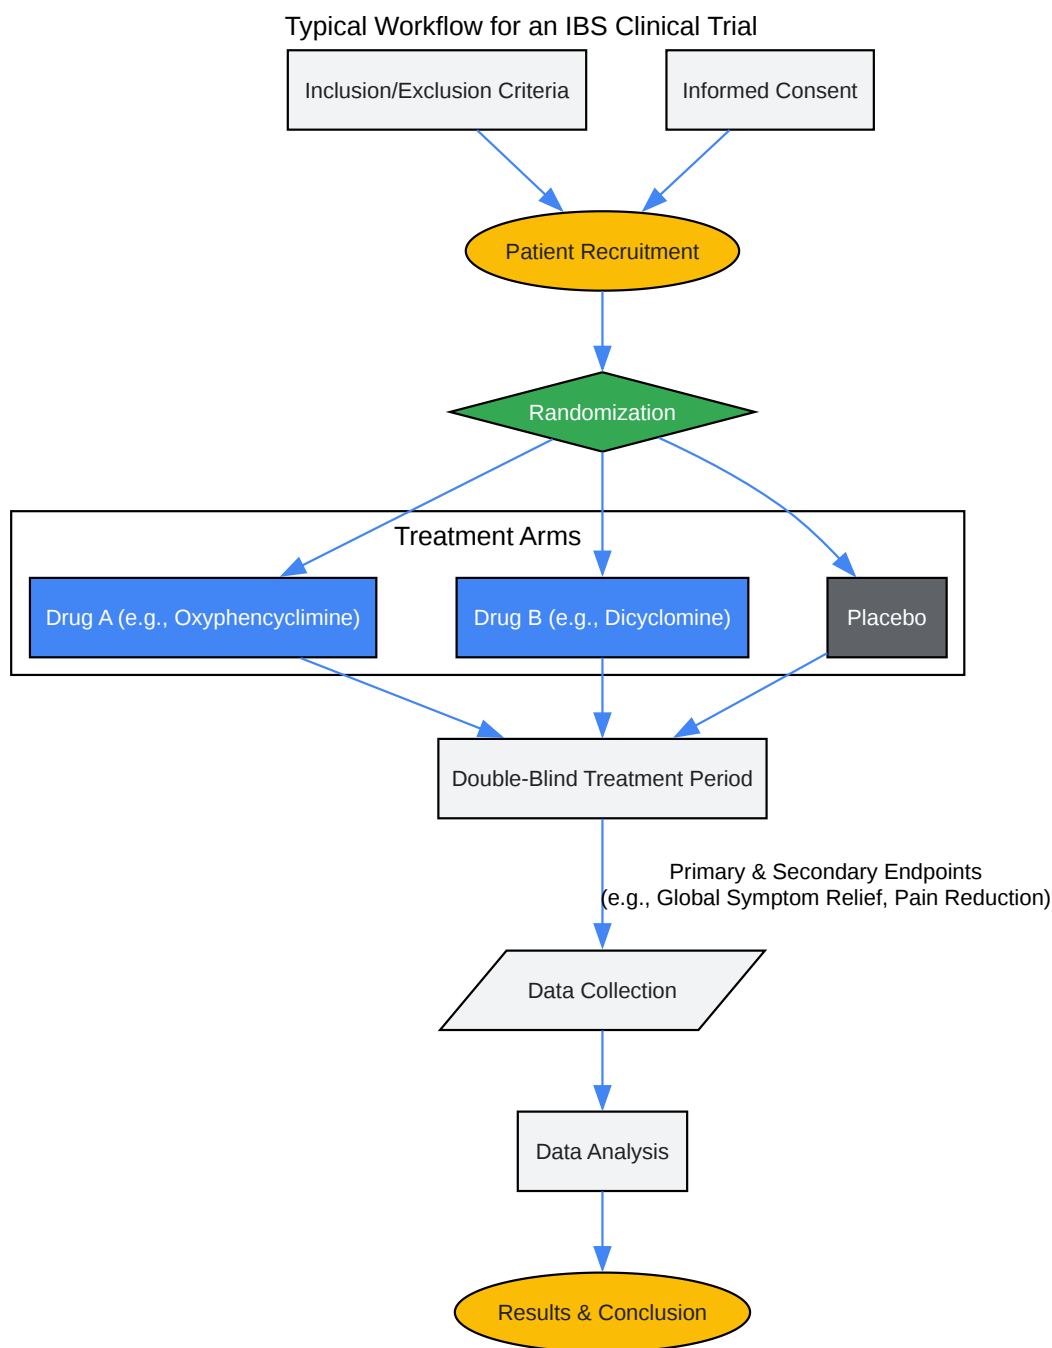 Typical Workflow for an IBS Clinical Trial
Inclusion/Exclusion Criteria
Informed Consent
Patient Recruitment
Randomization
Treatment Arms
Drug A (e.g., Oxyphencyclimine)
Drug B (e.g., Dicyclomine)
Placebo
Double-Blind Treatment Period
Primary & Secondary Endpoints
(e.g., Global Symptom Relief, Pain Reduction)
Data Collection
Data Analysis
Results & Conclusion